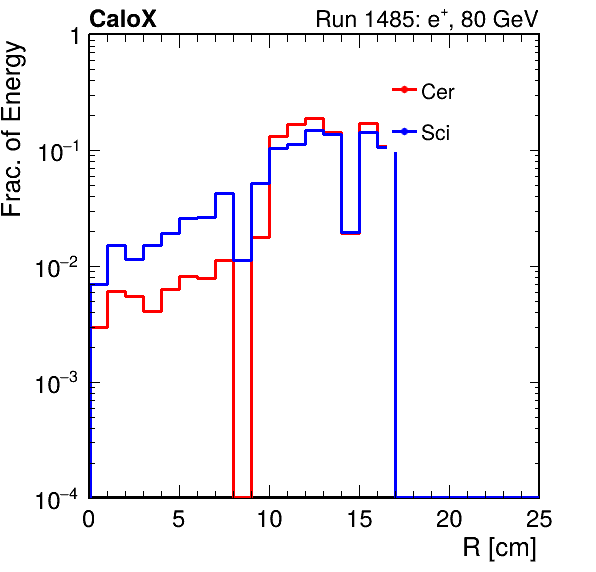 CaloX Run 1485: e⁺, 80 GeV
Frac. of Energy
1
10⁻¹
10⁻²
10⁻³
10⁻⁴
Cer
Sci
0 5 10 15 20 25
R [cm]